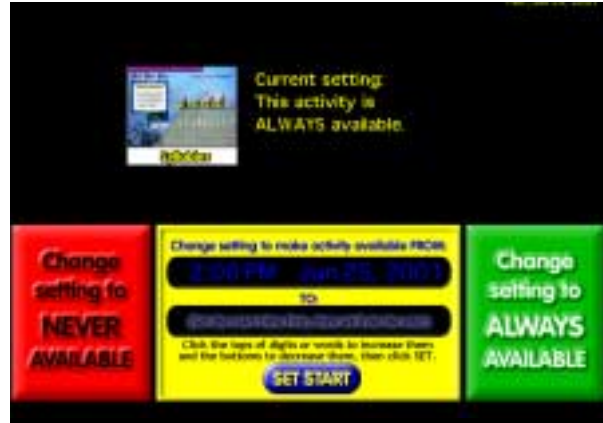 Current setting:
This activity is
ALWAYS available.
Change
setting to
NEVER
AVAILABLE
Change setting to make activity available FROM:
2:08 PM Jun 25, 2001
TO:
Click the tops of digits or words to increase them
and the bottoms to decrease them, then click SET.
SET START
Change
setting to
ALWAYS
AVAILABLE